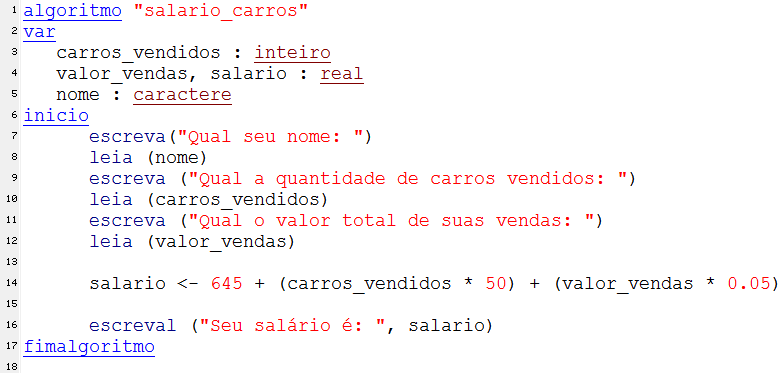 1 algoritmo "salario_carros"
2 var
3 carros_vendidos : inteiro
4 valor_vendas, salario : real
5 nome : caractere
6 inicio
7 escreva("Qual seu nome: ")
8 leia (nome)
9 escreva ("Qual a quantidade de carros vendidos: ")
10 leia (carros_vendidos)
11 escreva ("Qual o valor total de suas vendas: ")
12 leia (valor_vendas)
13
14 salario <- 645 + (carros_vendidos * 50) + (valor_vendas * 0.05)
15
16 escreval ("Seu salário é: ", salario)
17 fimalgoritmo
18